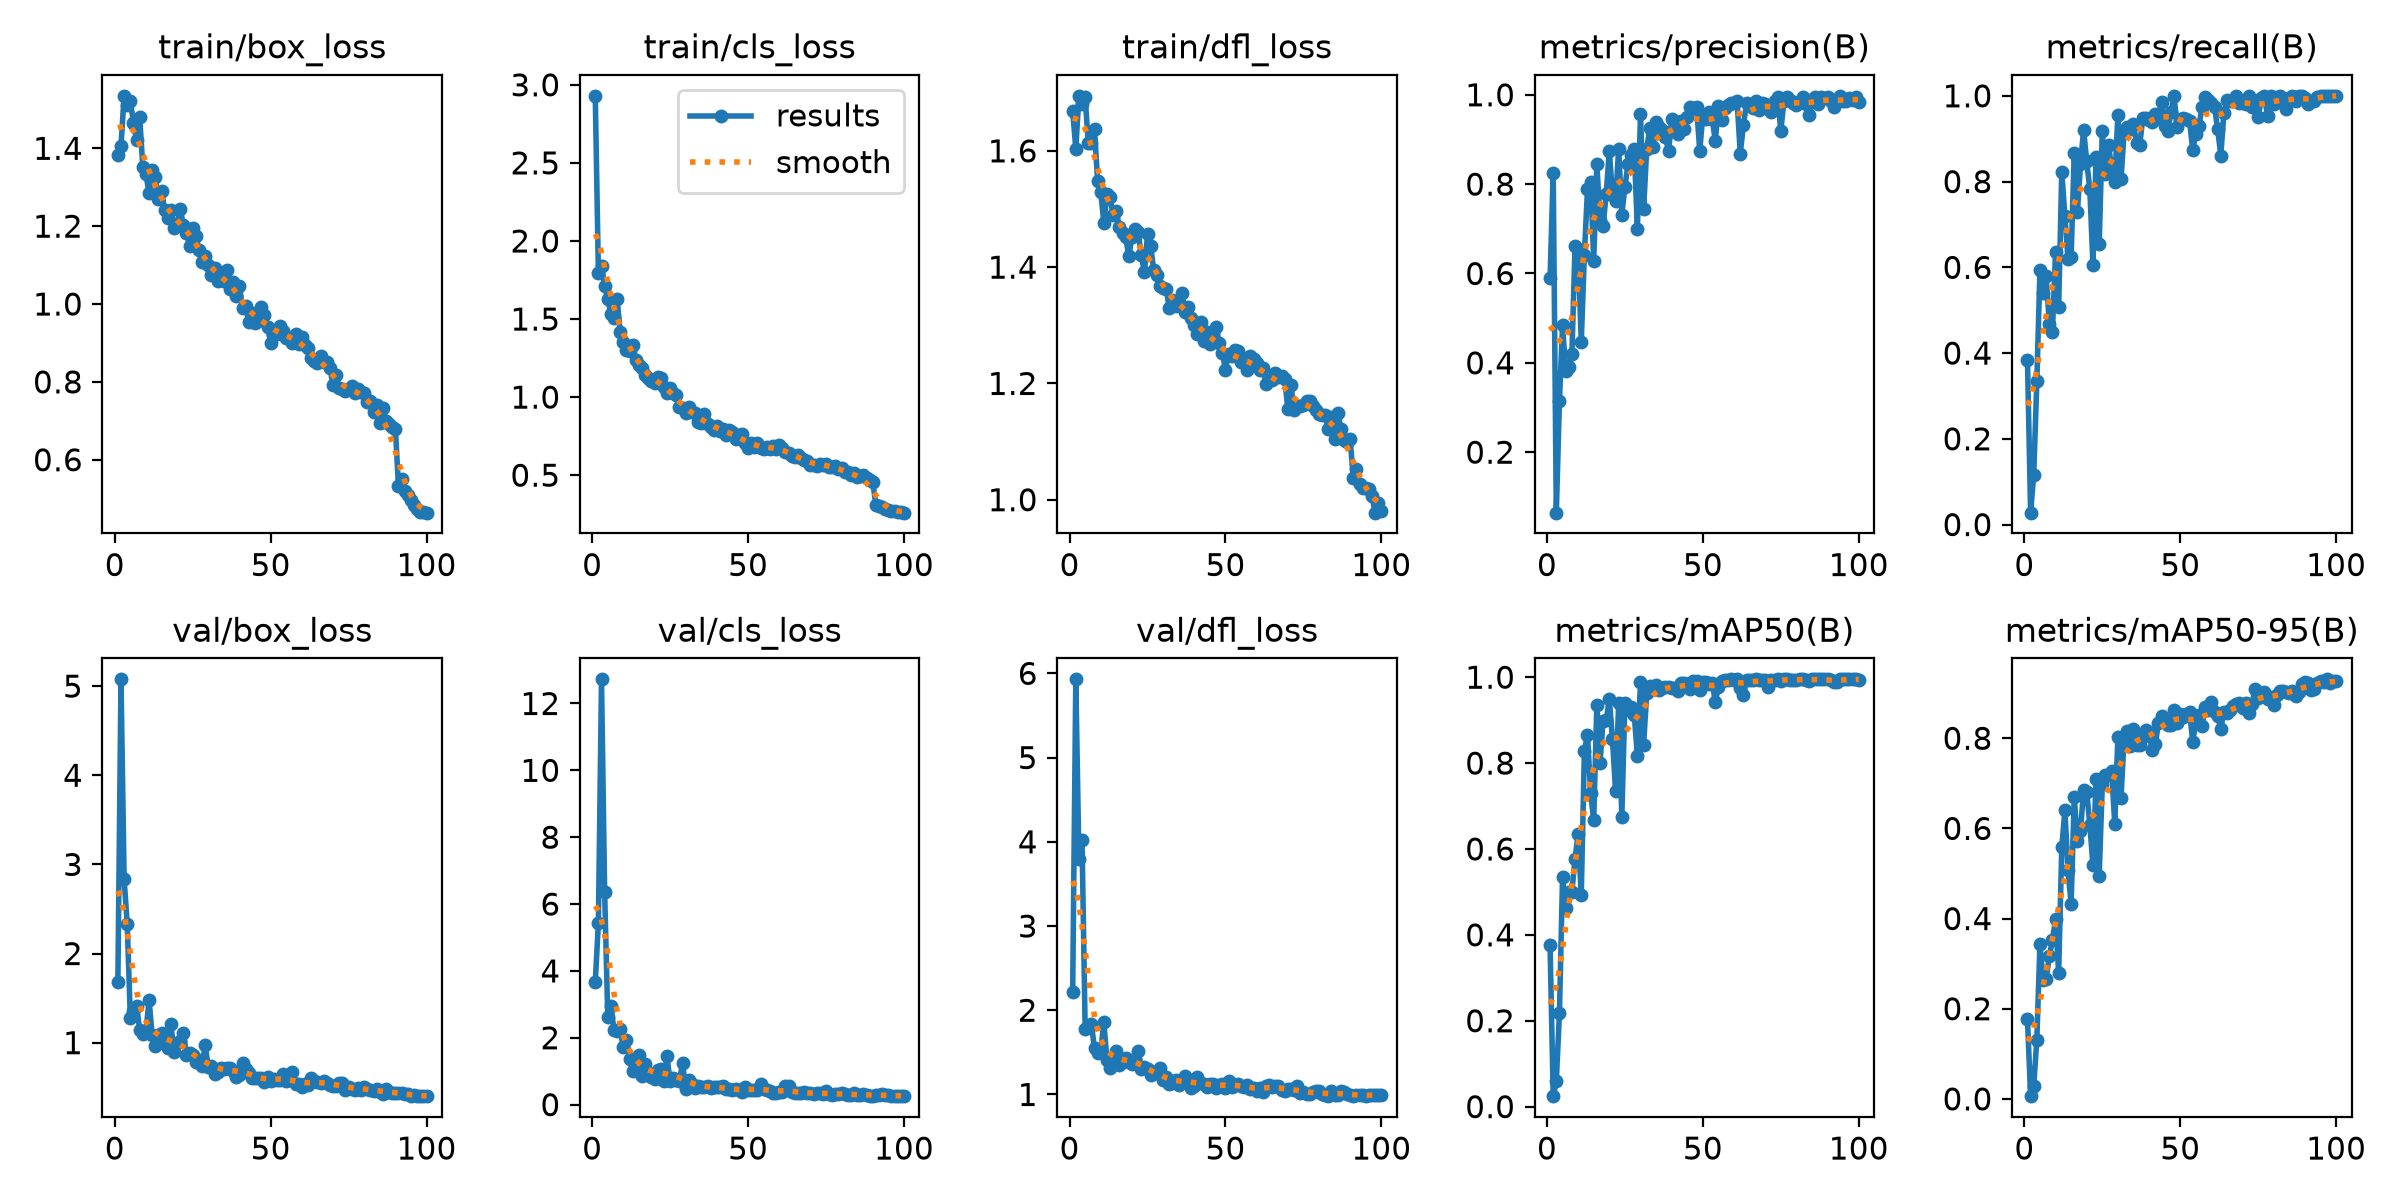 train/box_loss
1.4
1.2
1.0
0.8
0.6
0 50 100
train/cls_loss
3.0
2.5
2.0
1.5
1.0
0.5
0 50 100
results
smooth
train/dfl_loss
1.6
1.4
1.2
1.0
0 50 100
metrics/precision(B)
1.0
0.8
0.6
0.4
0.2
0 50 100
metrics/recall(B)
1.0
0.8
0.6
0.4
0.2
0.0
0 50 100
val/box_loss
5
4
3
2
1
0 50 100
val/cls_loss
12
10
8
6
4
2
0
0 50 100
val/dfl_loss
6
5
4
3
2
1
0 50 100
metrics/mAP50(B)
1.0
0.8
0.6
0.4
0.2
0.0
0 50 100
metrics/mAP50-95(B)
0.8
0.6
0.4
0.2
0.0
0 50 100